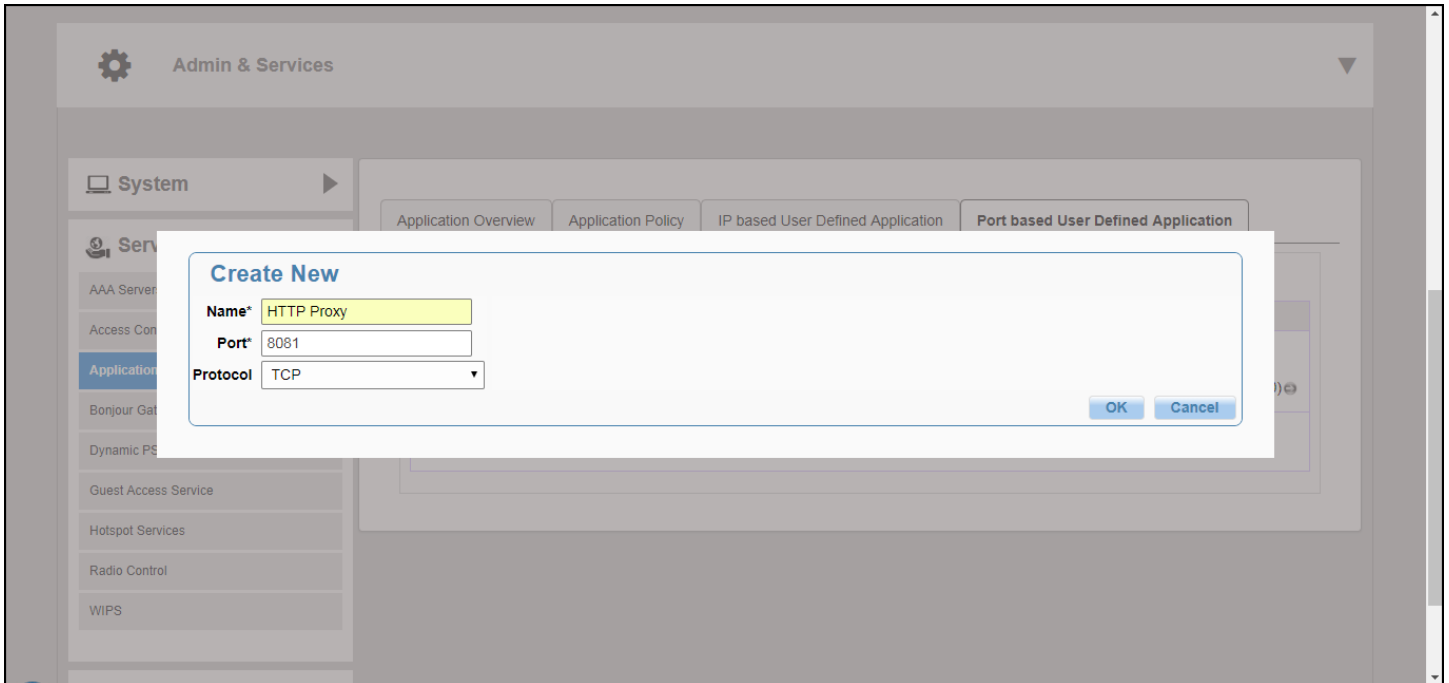 Admin & Services
System
Application Overview Application Policy IP based User Defined Application Port based User Defined Application
Serv
AAA Server
Access Con
Application
Bonjour Gat
Dynamic PS
Guest Access Service
Hotspot Services
Radio Control
WIPS
Create New
Name* HTTP Proxy
Port* 8081
Protocol TCP
OK Cancel